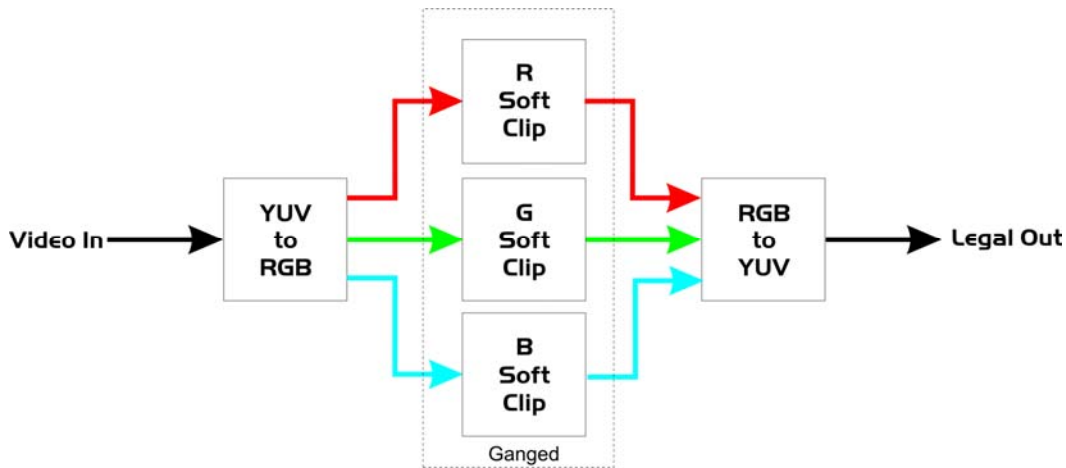 R
Soft
Clip
Video In
YUV
to
RGB
G
Soft
Clip
RGB
to
YUV
Legal Out
B
Soft
Clip
Ganged